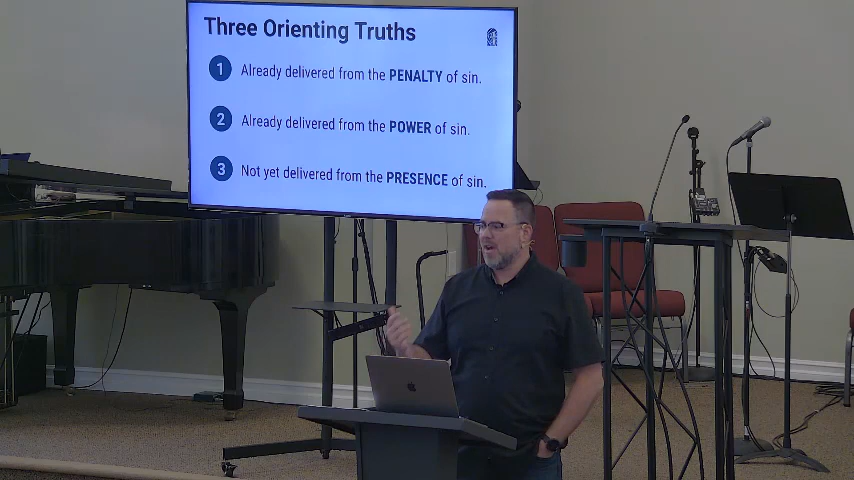 Three Orienting Truths
1 Already delivered from the PENALTY of sin.
2 Already delivered from the POWER of sin.
3 Not yet delivered from the PRESENCE of sin.